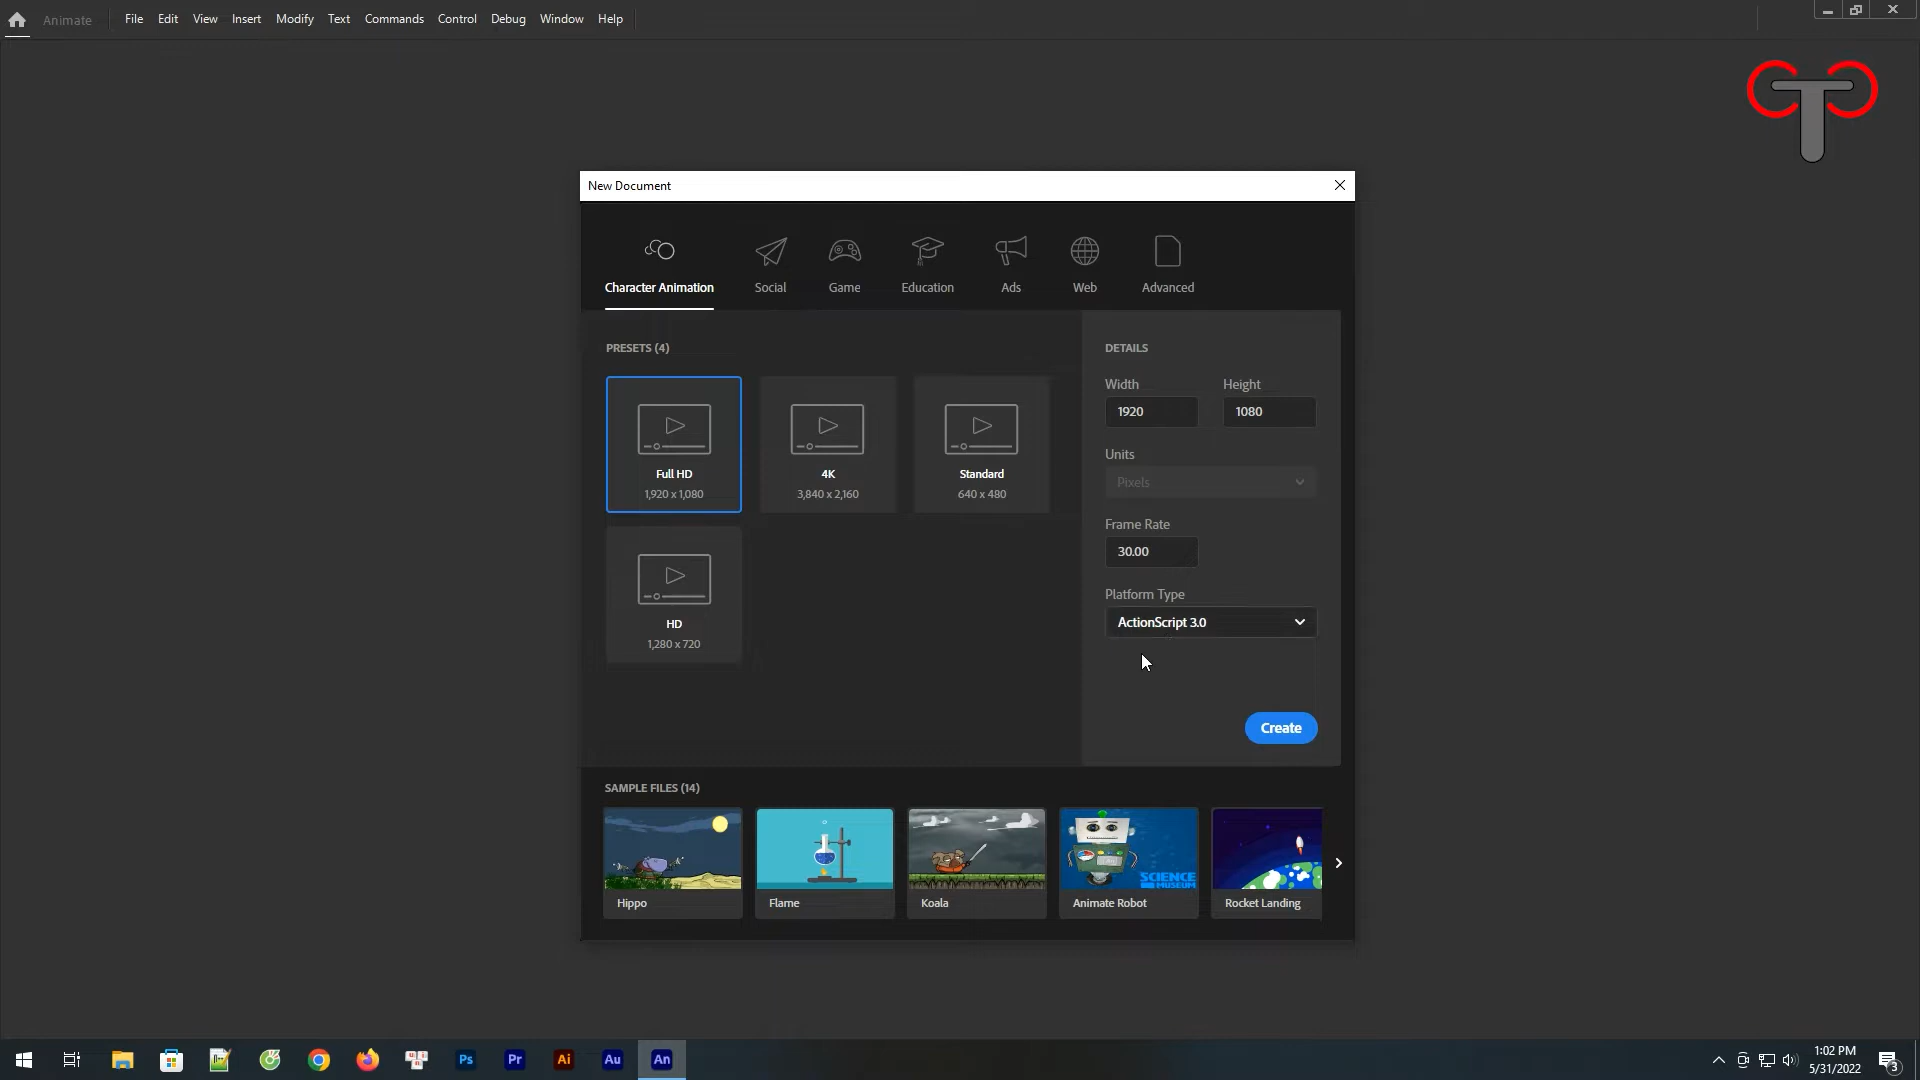 Animate File Edit View Insert Modify Text Commands Control Debug Window Help
T
New Document
Character Animation Social Game Education Ads Web Advanced
PRESETS (4)
Full HD
1,920 x 1,080
4K
3,840 x 2,160
Standard
640 x 480
HD
1,280 x 720
DETAILS
Width Height
1920 1080
Units
Pixels
Frame Rate
30.00
Platform Type
ActionScript 3.0
Create
SAMPLE FILES (14)
SCIENCE
MUSEUM
Hippo Flame Koala Animate Robot Rocket Landing
Ps Pr Ai Au An
1:02 PM
5/31/2022
3